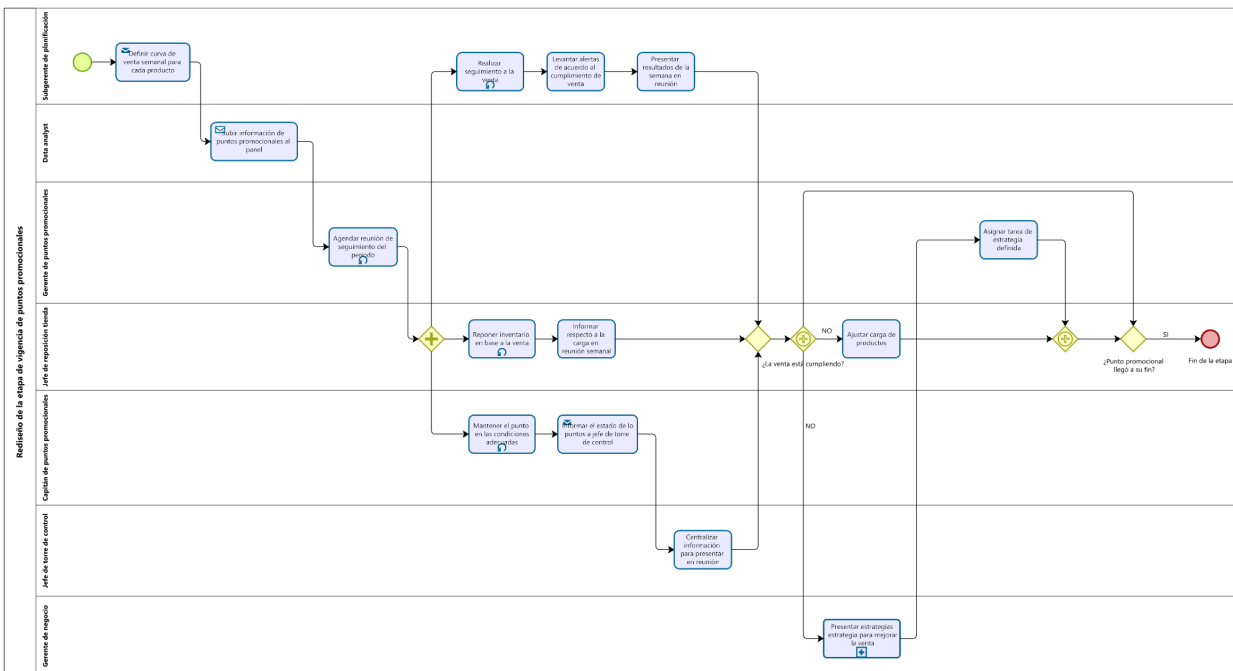 Rediseño de la etapa de vigencia de puntos promocionales
Subgerente de planificación
Definir curva de
venta semanal para
cada producto
Realizar
seguimiento a la
venta
Levantar alertas
de acuerdo al
cumplimiento de
venta
Presentar
resultados de la
semana en
reunión
Data analyst
Subir información de
puntos promocionales al
panel
Gerente de puntos promocionales
Agendar reunión de
seguimiento del
periodo
Asignar tarea de
estrategia
definida
Jefe de reposición tienda
Reponer inventario
en base a la venta
Informar
respecto a la
carga en
reunión semanal
¿La venta está cumpliendo?
NO
Ajustar carga de
productos
¿Punto promocional
llegó a su fin?
SI
Fin de la etapa
Capitán de puntos promocionales
Mantener el punto
en las condiciones
adecuadas
Informar el estado de lo
puntos a jefe de torre
de control
NO
Jefe de torre de control
Centralizar
información
para presentar
en reunión
Gerente de negocio
Presentar estrategias
estrategia para mejorar
la venta